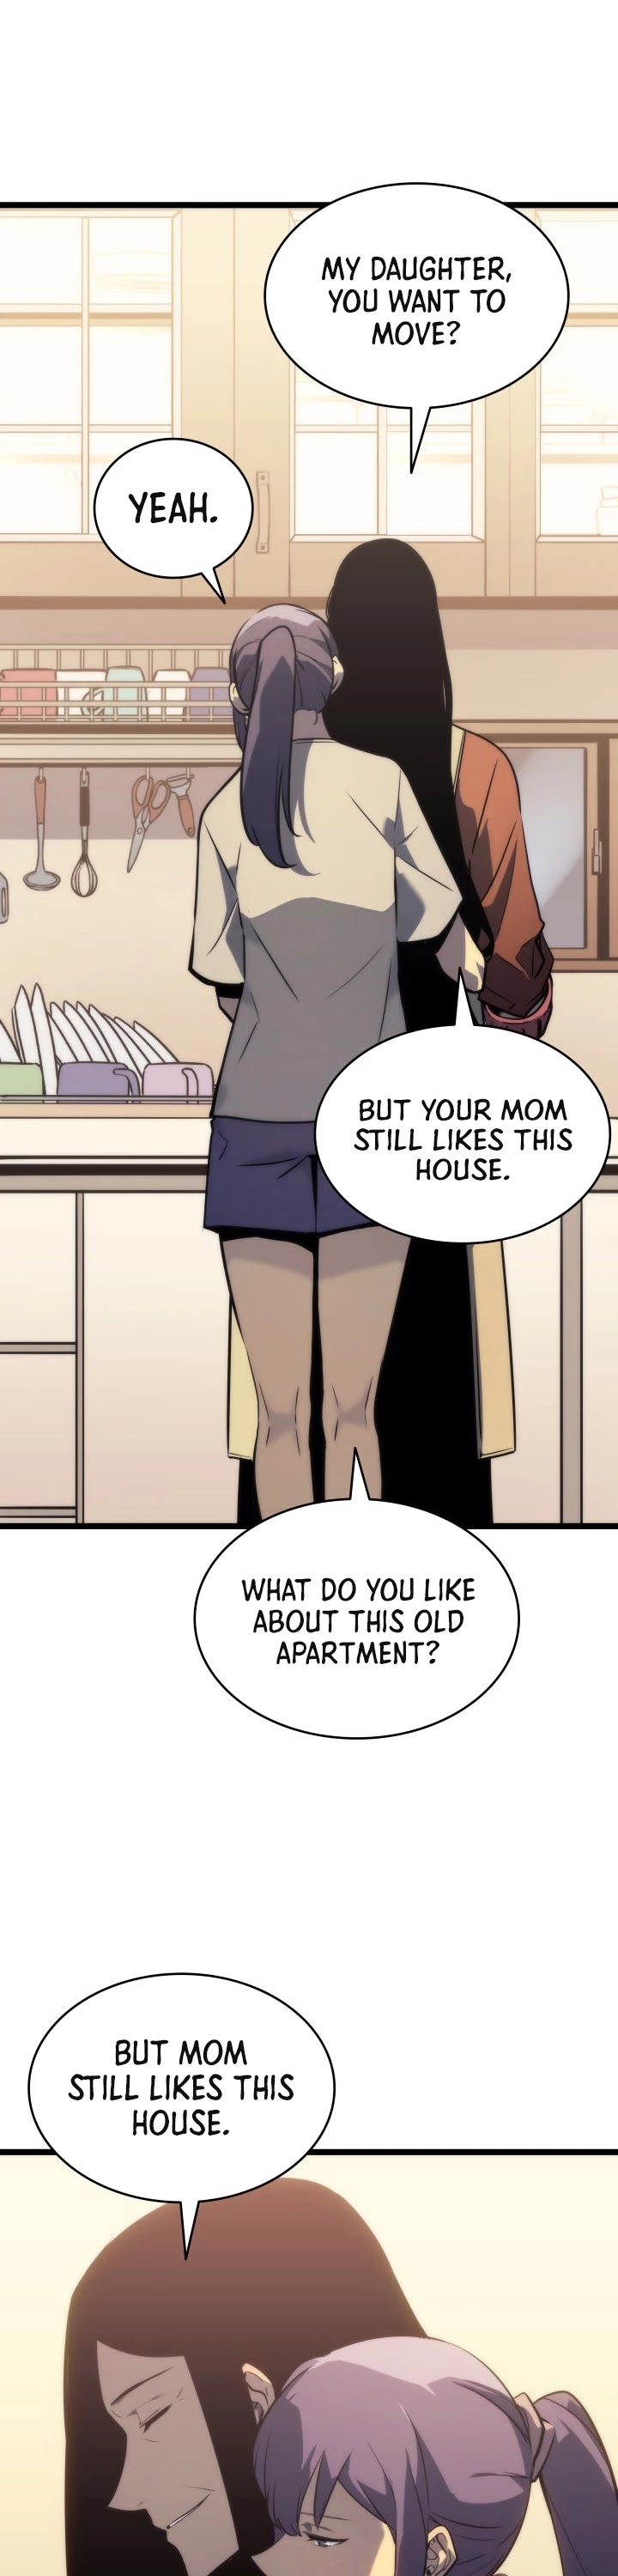 MY DAUGHTER,
YOU WANT TO
MOVE?
YEAH.
BUT YOUR MOM
STILL LIKES THIS
HOUSE.
WHAT DO YOU LIKE
ABOUT THIS OLD
APARTMENT?
BUT MOM
STILL LIKES THIS
HOUSE.